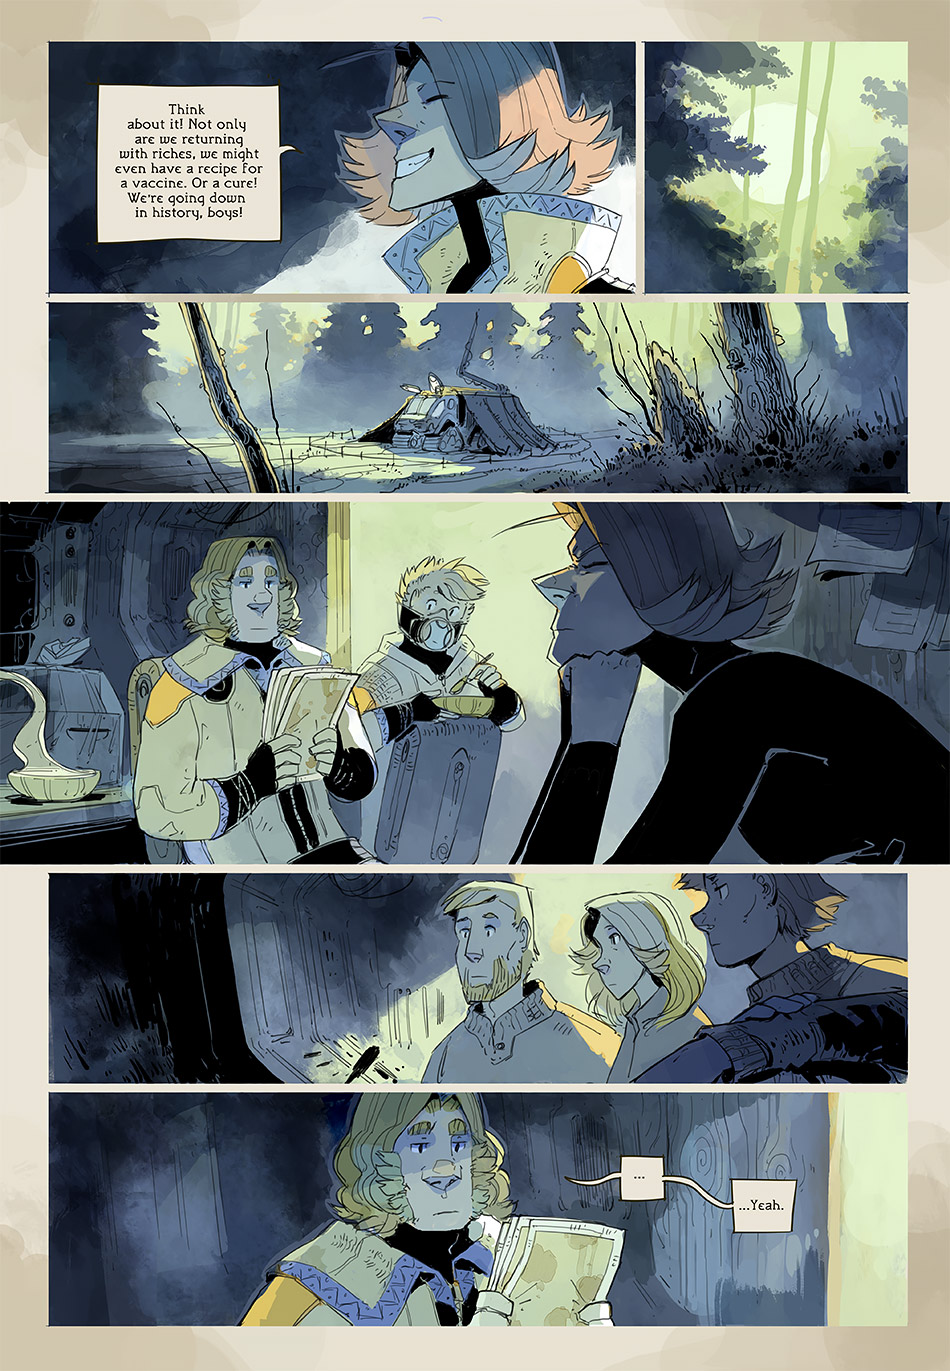 Think
about it! Not only
are we returning
with riches, we might
even have a recipe for
a vaccine. Or a cure!
We're going down
in history, boys!
...
...Yeah.